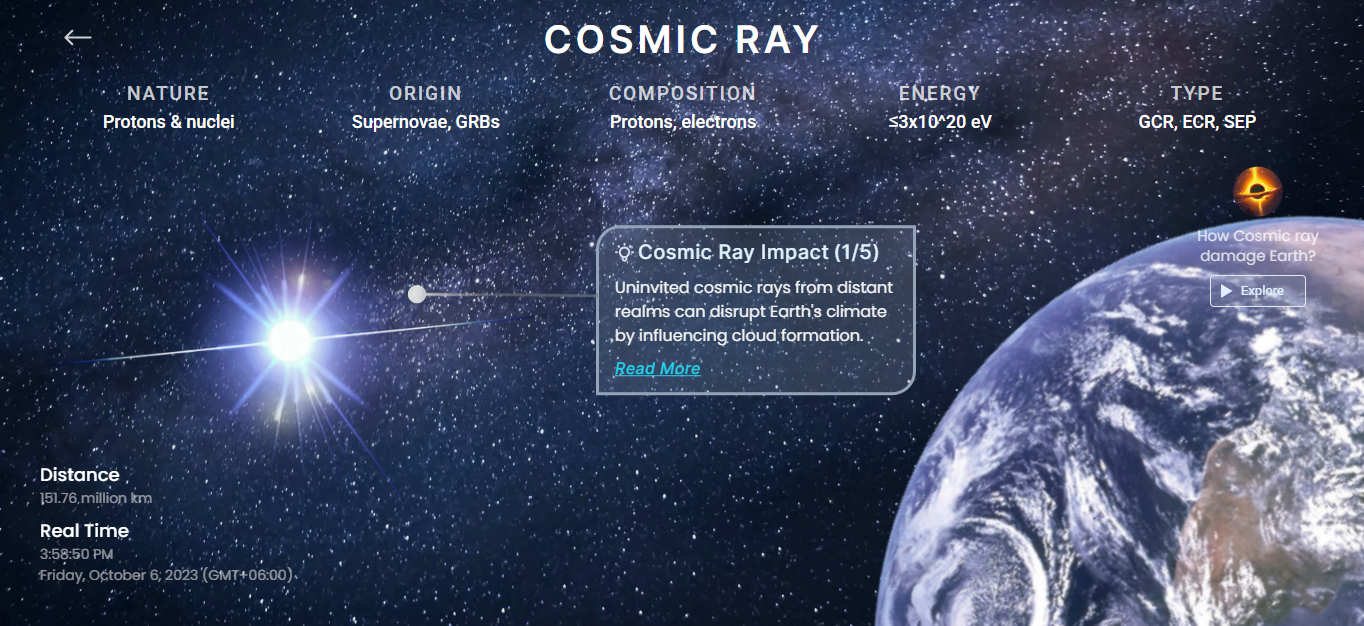 COSMIC RAY
NATURE
Protons & nuclei
ORIGIN
Supernovae, GRBs
COMPOSITION
Protons, electrons
ENERGY
≤3x10^20 eV
TYPE
GCR, ECR, SEP
Cosmic Ray Impact (1/5)
Uninvited cosmic rays from distant
realms can disrupt Earth's climate
by influencing cloud formation.
Read More
How Cosmic ray
damage Earth?
Explore
Distance
151.76 million km
Real Time
3:58:50 PM
Friday, October 6, 2023 (GMT+06:00)